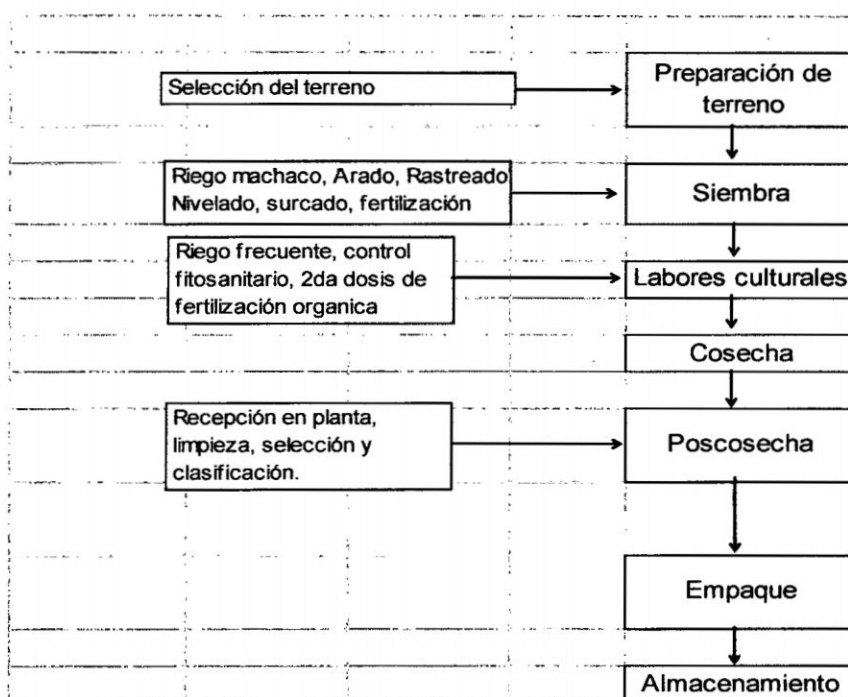 Selección del terreno
Preparación de
terreno
Riego machaco, Arado, Rastreado
Nivelado, surcado, fertilización
Siembra
Riego frecuente, control
fitosanitario, 2da dosis de
fertilización organica
Labores culturales
Cosecha
Recepción en planta,
limpieza, selección y
clasificación.
Poscosecha
Empaque
Almacenamiento